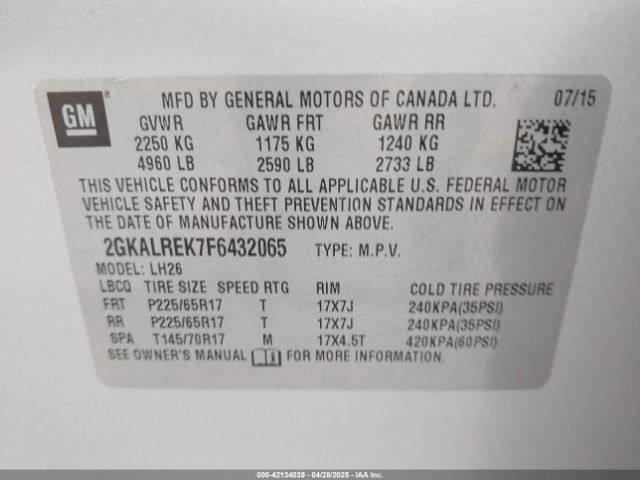 GM
MFD BY GENERAL MOTORS OF CANADA LTD. 07/15
GVWR GAWR FRT GAWR RR
2250 KG 1175 KG 1240 KG
4960 LB 2590 LB 2733 LB
THIS VEHICLE CONFORMS TO ALL APPLICABLE U.S. FEDERAL MOTOR
VEHICLE SAFETY AND THEFT PREVENTION STANDARDS IN EFFECT ON
THE DATE OF MANUFACTURE SHOWN ABOVE.
2GKALREK7F6432065 TYPE: M.P.V.
MODEL: LH26
LBCQ TIRE SIZE SPEED RTG RIM COLD TIRE PRESSURE
FRT P225/65R17 T 17X7J 240KPA(35PSI)
RR P225/65R17 T 17X7J 240KPA(35PSI)
SPA T145/70R17 M 17X4.5T 420KPA(60PSI)
SEE OWNER'S MANUAL FOR MORE INFORMATION.
000-42134039 - 04/28/2025 - IAAI, Inc.